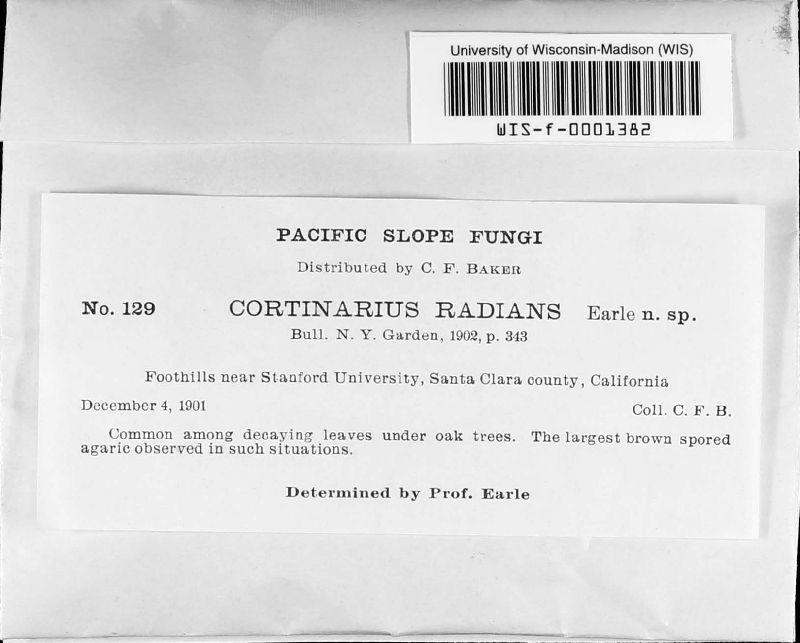 University of Wisconsin-Madison (WIS)
WIS-f-0001382
PACIFIC SLOPE FUNGI
Distributed by C. F. BAKER
No. 129 CORTINARIUS RADIANS Earle n. sp.
Bull. N. Y. Garden, 1902, p. 343
Foothills near Stanford University, Santa Clara county, California
December 4, 1901 Coll. C. F. B.
Common among decaying leaves under oak trees. The largest brown spored
agaric observed in such situations.
Determined by Prof. Earle